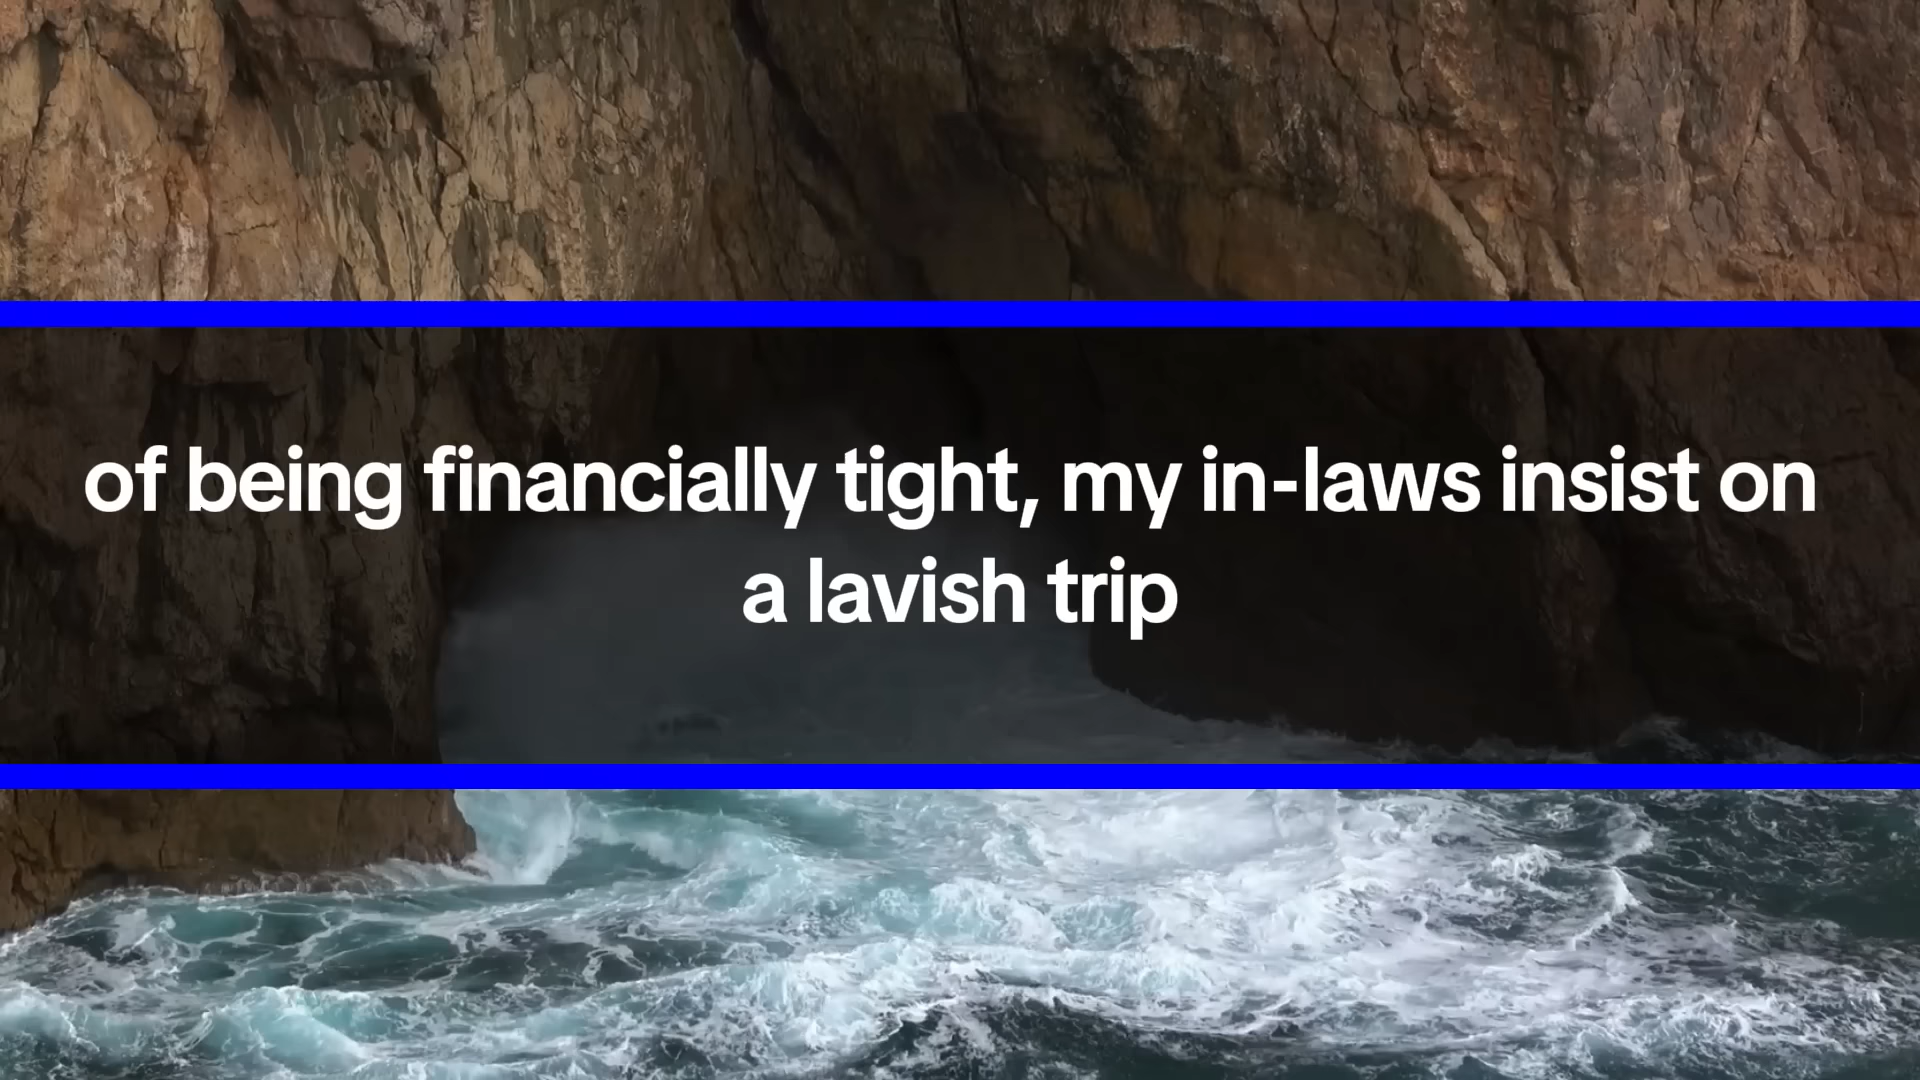 of being financially tight, my in-laws insist on
a lavish trip